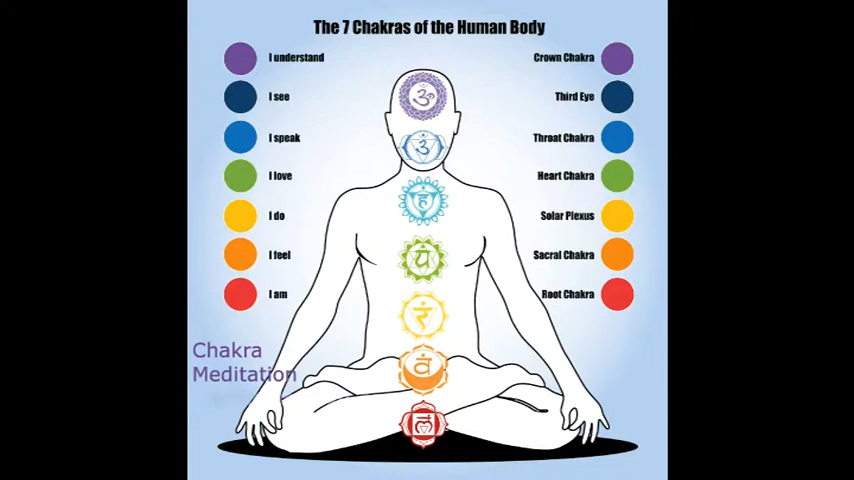 The 7 Chakras of the Human Body
I understand
Crown Chakra
I see
Third Eye
I speak
Throat Chakra
I love
Heart Chakra
I do
Solar Plexus
I feel
Sacral Chakra
I am
Root Chakra
Chakra
Meditation
ॐ
ॐ
हं
यं
रं
वं
लं